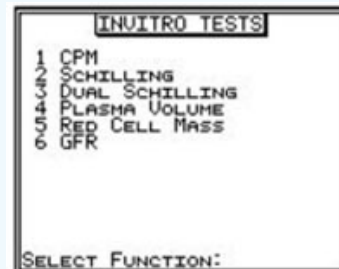 INVITRO TESTS
1 CPM
2 SCHILLING
3 DUAL SCHILLING
4 PLASMA VOLUME
5 RED CELL MASS
6 GFR
SELECT FUNCTION: